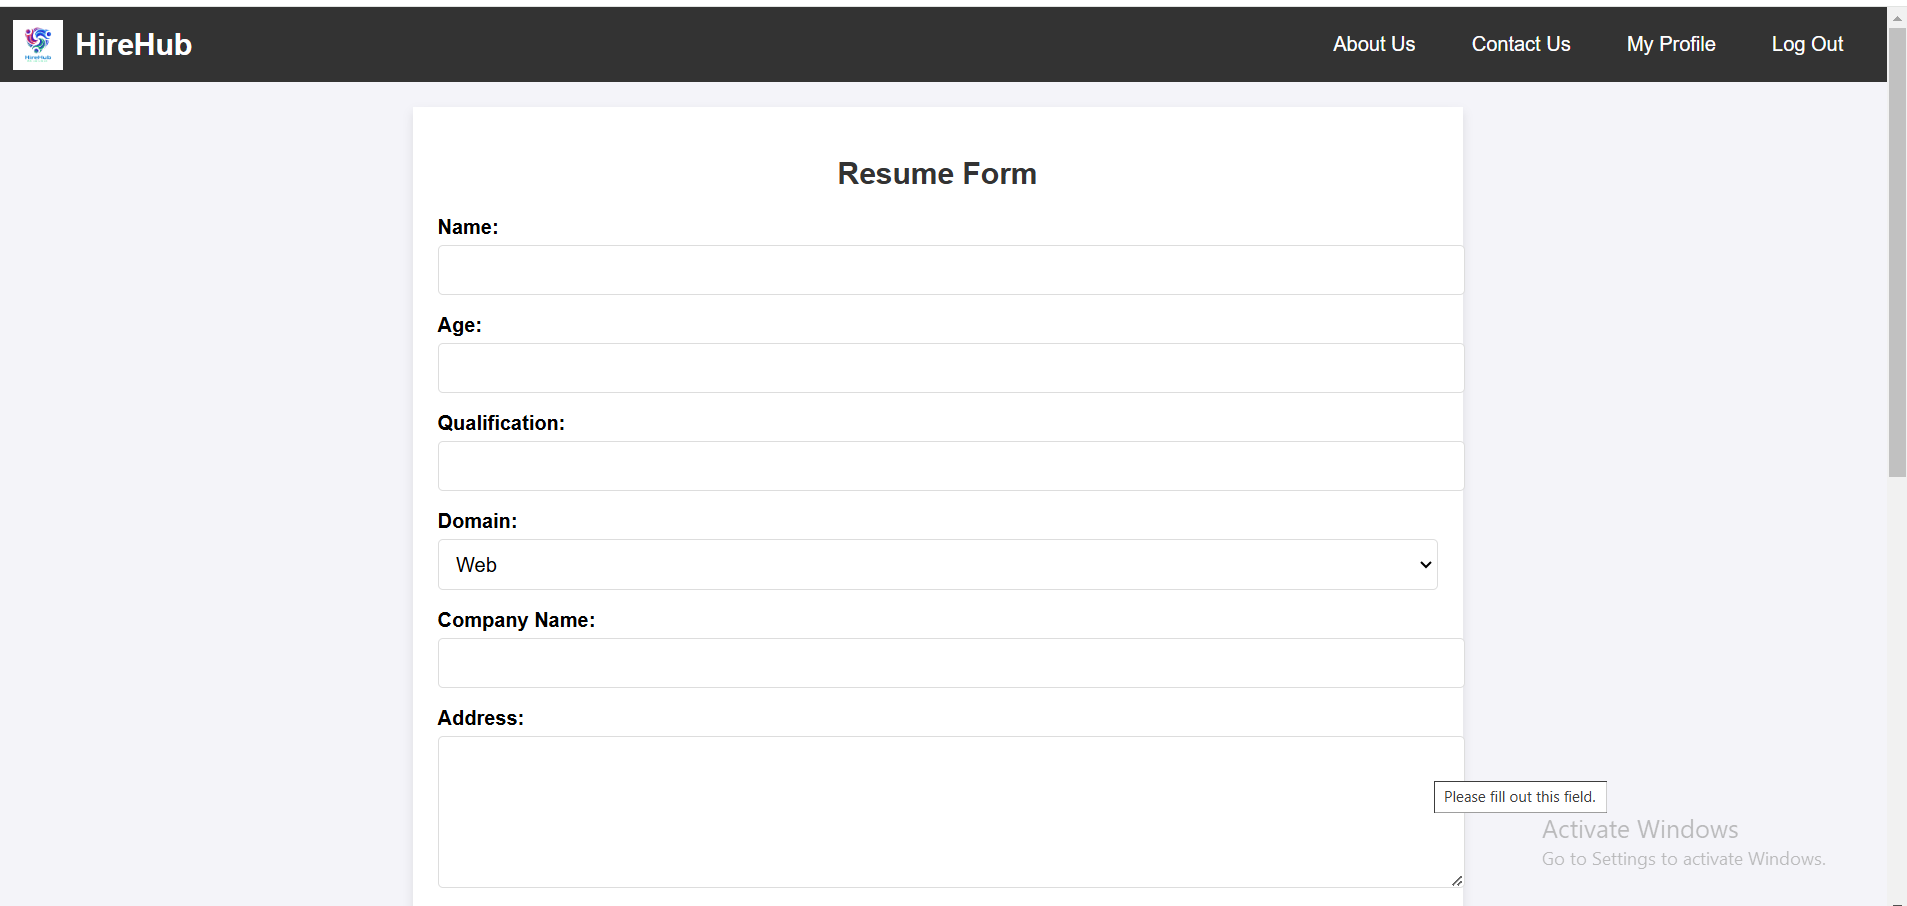 HireHub
HireHub
About Us
Contact Us
My Profile
Log Out
Resume Form
Name:
Age:
Qualification:
Domain:
Web
Company Name:
Address:
Please fill out this field.
Activate Windows
Go to Settings to activate Windows.